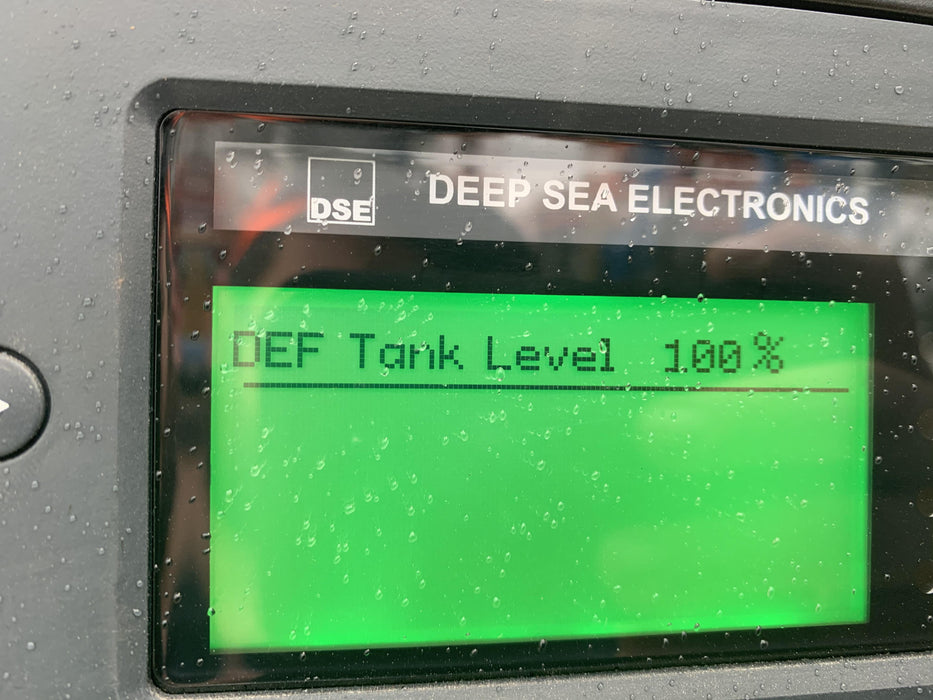 DSE DEEP SEA ELECTRONICS
DEF Tank Level 100%